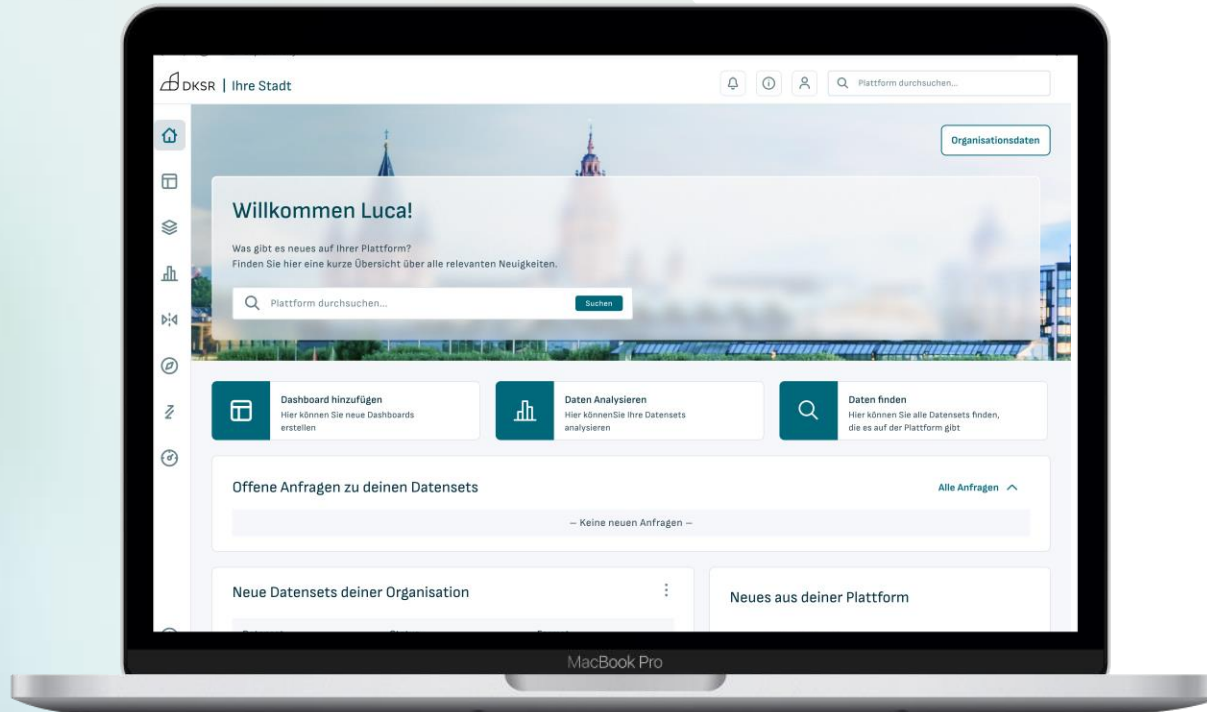 DKSR | Ihre Stadt
Plattform durchsuchen...
Organisationsdaten
Willkommen Luca!
Was gibt es neues auf Ihrer Plattform?
Finden Sie hier eine kurze Übersicht über alle relevanten Neuigkeiten.
Plattform durchsuchen...
Suchen
Dashboard hinzufügen
Hier können Sie neue Dashboards
erstellen
Daten Analysieren
Hier könnenSie Ihre Datensets
analysieren
Daten finden
Hier können Sie alle Datensets finden,
die es auf der Plattform gibt
Offene Anfragen zu deinen Datensets
Alle Anfragen
– Keine neuen Anfragen –
Neue Datensets deiner Organisation
Neues aus deiner Plattform
MacBook Pro